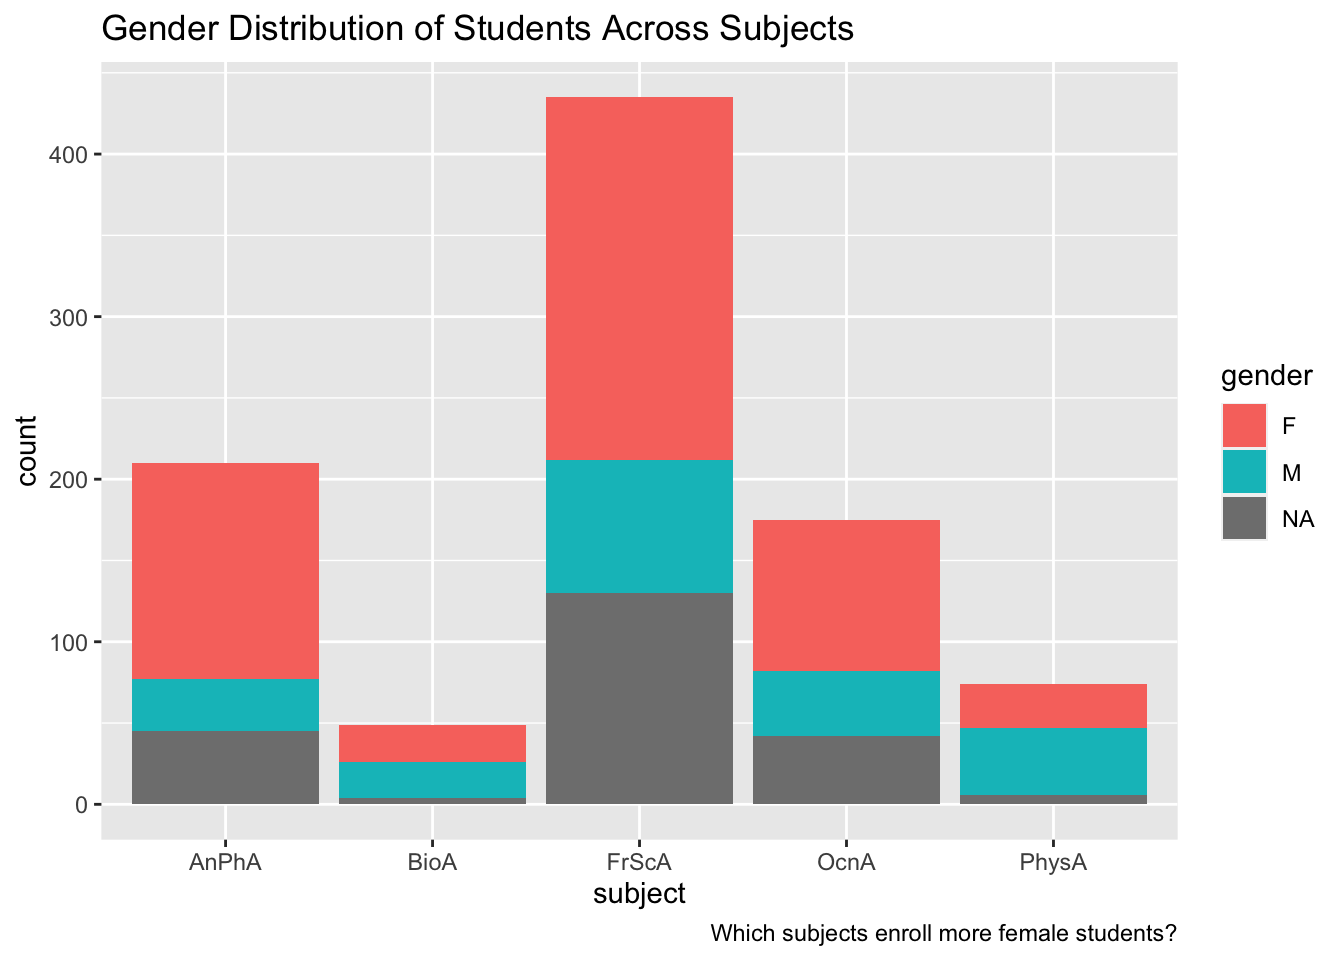 Gender Distribution of Students Across Subjects
count
400
300
200
100
0
AnPhA
BioA
FrScA
OcnA
PhysA
subject
gender
F
M
NA
Which subjects enroll more female students?